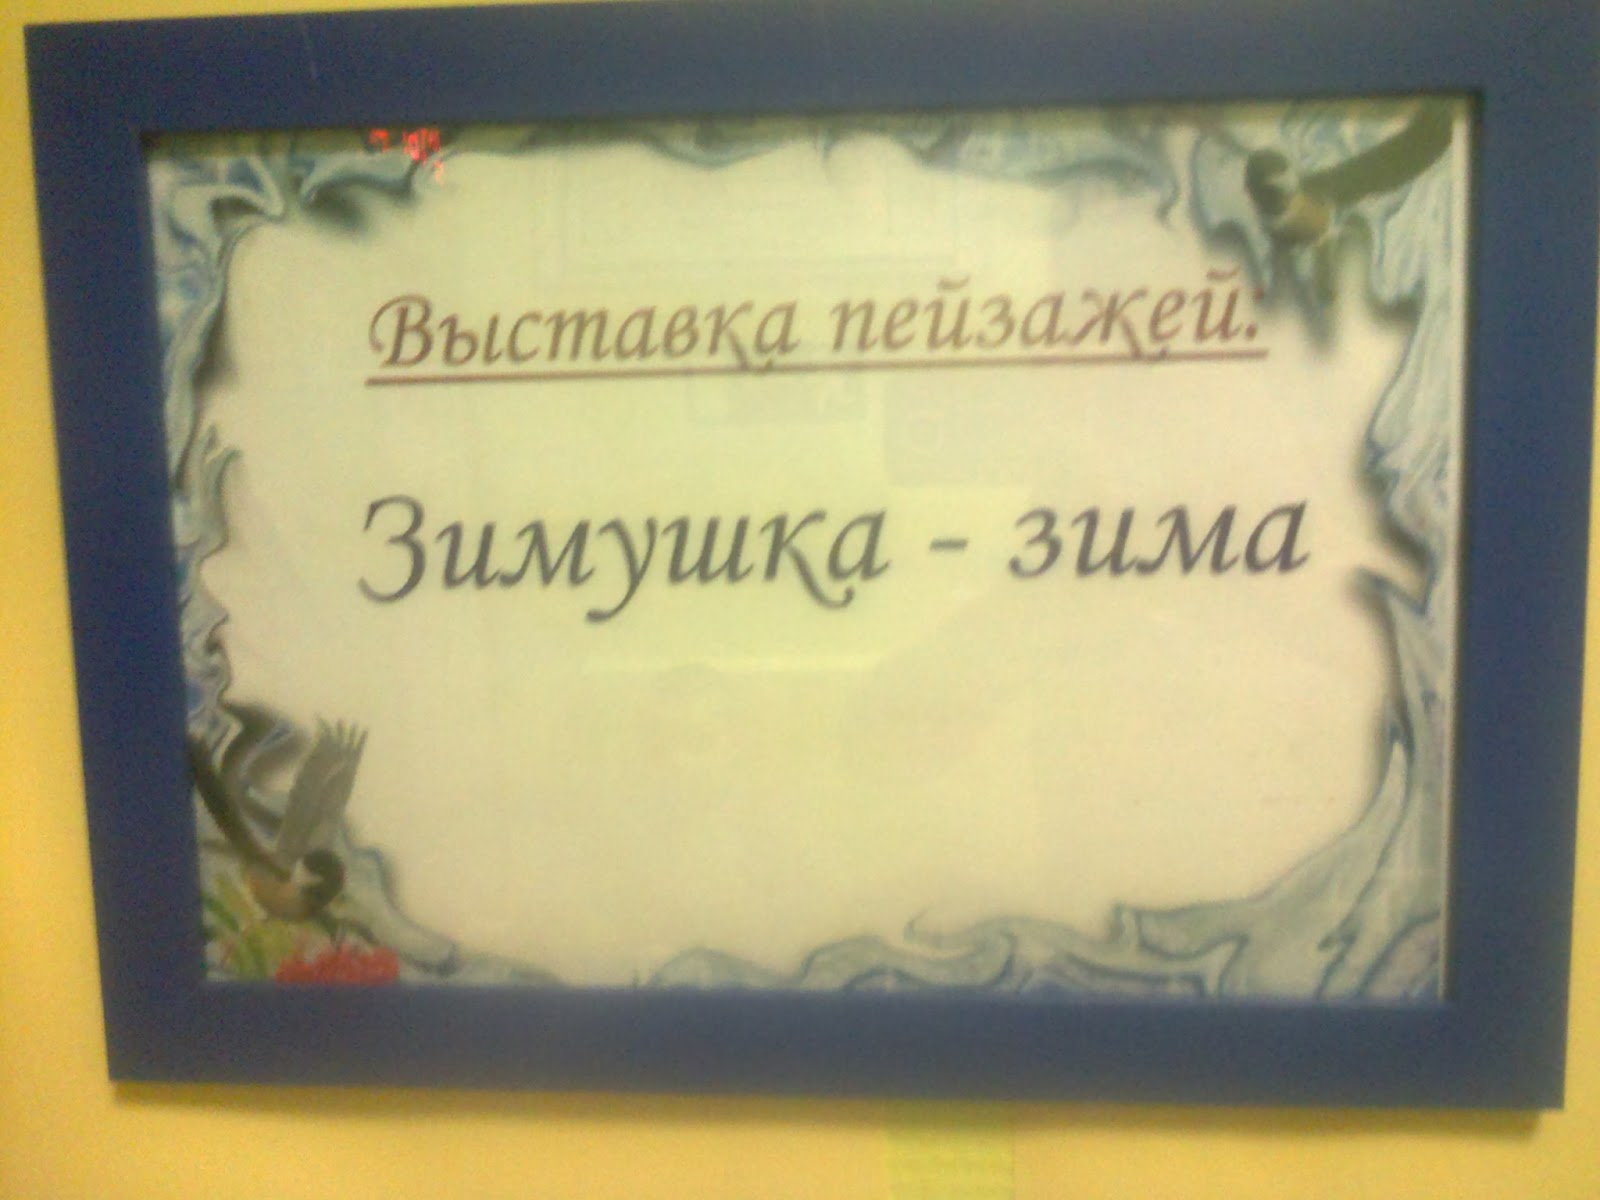 Выставка пейзажей:
Зимушка - зима